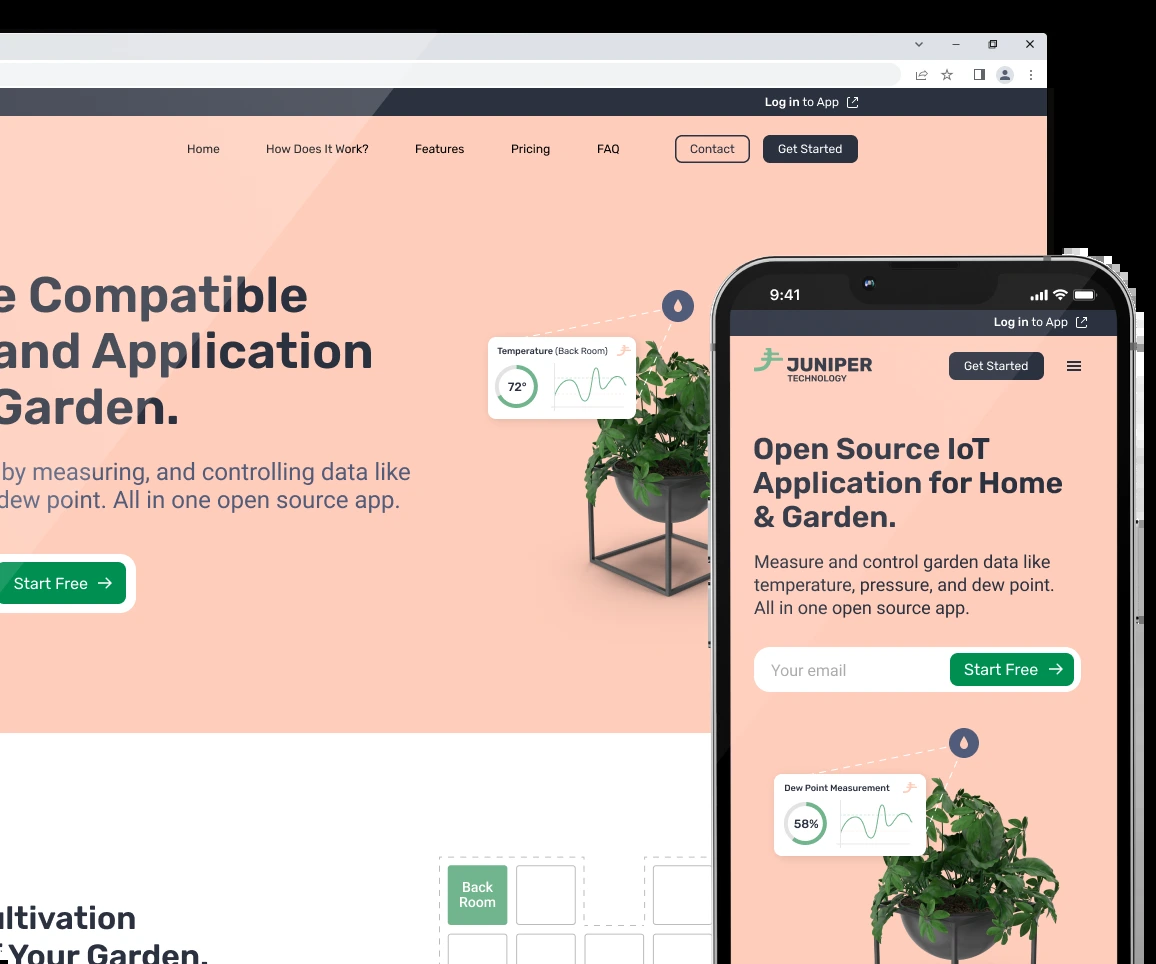 Log in to App
Home How Does It Work? Features Pricing FAQ Contact Get Started
e Compatible
and Application
Garden.
by measuring, and controlling data like
dew point. All in one open source app.
Start Free
Temperature (Back Room)
72°
Back
Room
ultivation
Your Garden.
9:41
Log in to App
JUNIPER
TECHNOLOGY
Get Started
Open Source IoT
Application for Home
& Garden.
Measure and control garden data like
temperature, pressure, and dew point.
All in one open source app.
Your email
Start Free
Dew Point Measurement
58%